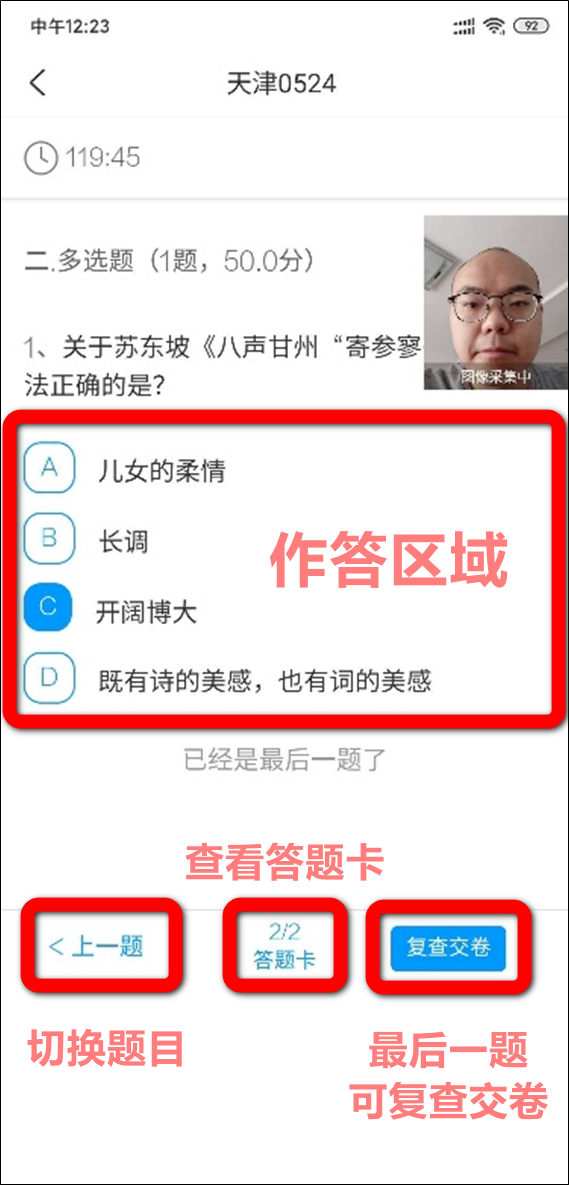 中午12:23
92
天津0524
119:45
二.多选题（1题，50.0分）
1、关于苏东坡《八声甘州“寄参寥
法正确的是？
图像采集中
A 儿女的柔情
B 长调
作答区域
C 开阔博大
D 既有诗的美感，也有词的美感
已经是最后一题了
查看答题卡
< 上一题
2/2
答题卡
复查交卷
切换题目
最后一题
可复查交卷